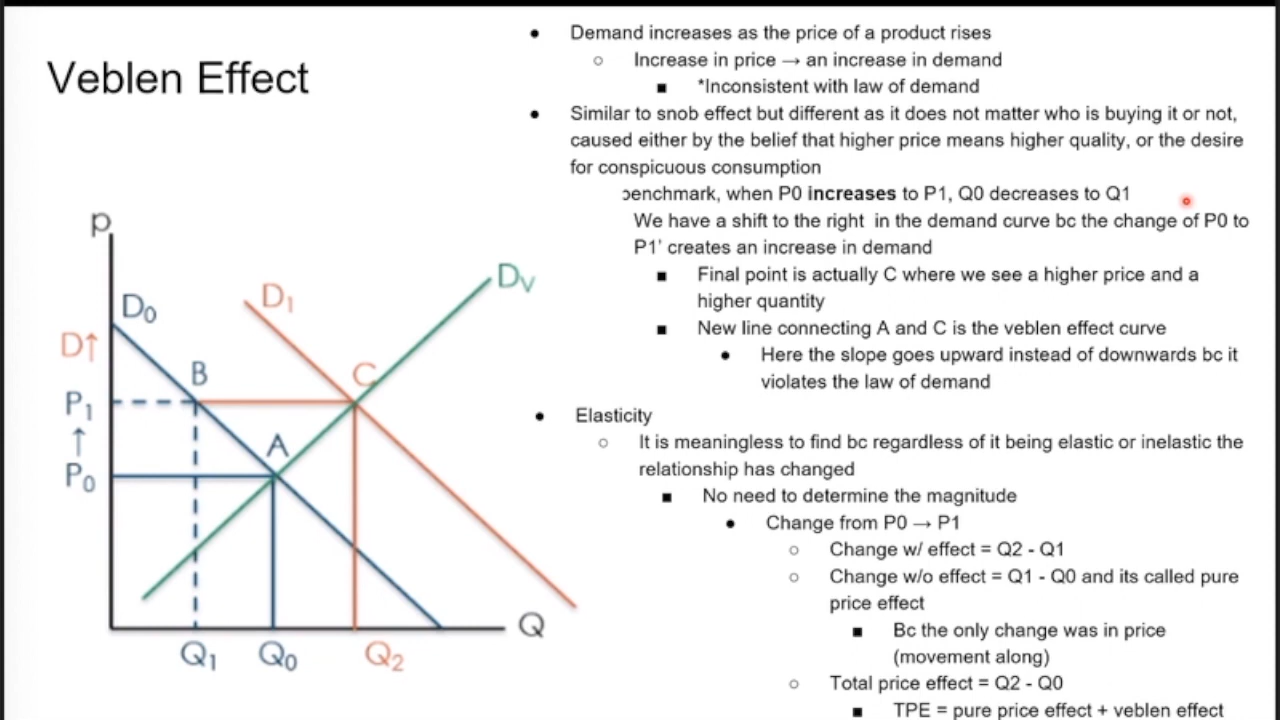 Veblen Effect
● Demand increases as the price of a product rises
○ Increase in price → an increase in demand
■ *Inconsistent with law of demand
● Similar to snob effect but different as it does not matter who is buying it or not,
caused either by the belief that higher price means higher quality, or the desire
for conspicuous consumption
benchmark, when P0 increases to P1, Q0 decreases to Q1
We have a shift to the right in the demand curve bc the change of P0 to
P1' creates an increase in demand
■ Final point is actually C where we see a higher price and a
higher quantity
■ New line connecting A and C is the veblen effect curve
● Here the slope goes upward instead of downwards bc it
violates the law of demand
● Elasticity
○ It is meaningless to find bc regardless of it being elastic or inelastic the
relationship has changed
■ No need to determine the magnitude
● Change from P0 → P1
○ Change w/ effect = Q2 - Q1
○ Change w/o effect = Q1 - Q0 and its called pure
price effect
■ Bc the only change was in price
(movement along)
○ Total price effect = Q2 - Q0
■ TPE = pure price effect + veblen effect
p
D₀
D₁
Dᵥ
D↑
B
C
P₁
↑
A
P₀
Q
Q₁
Q₀
Q₂